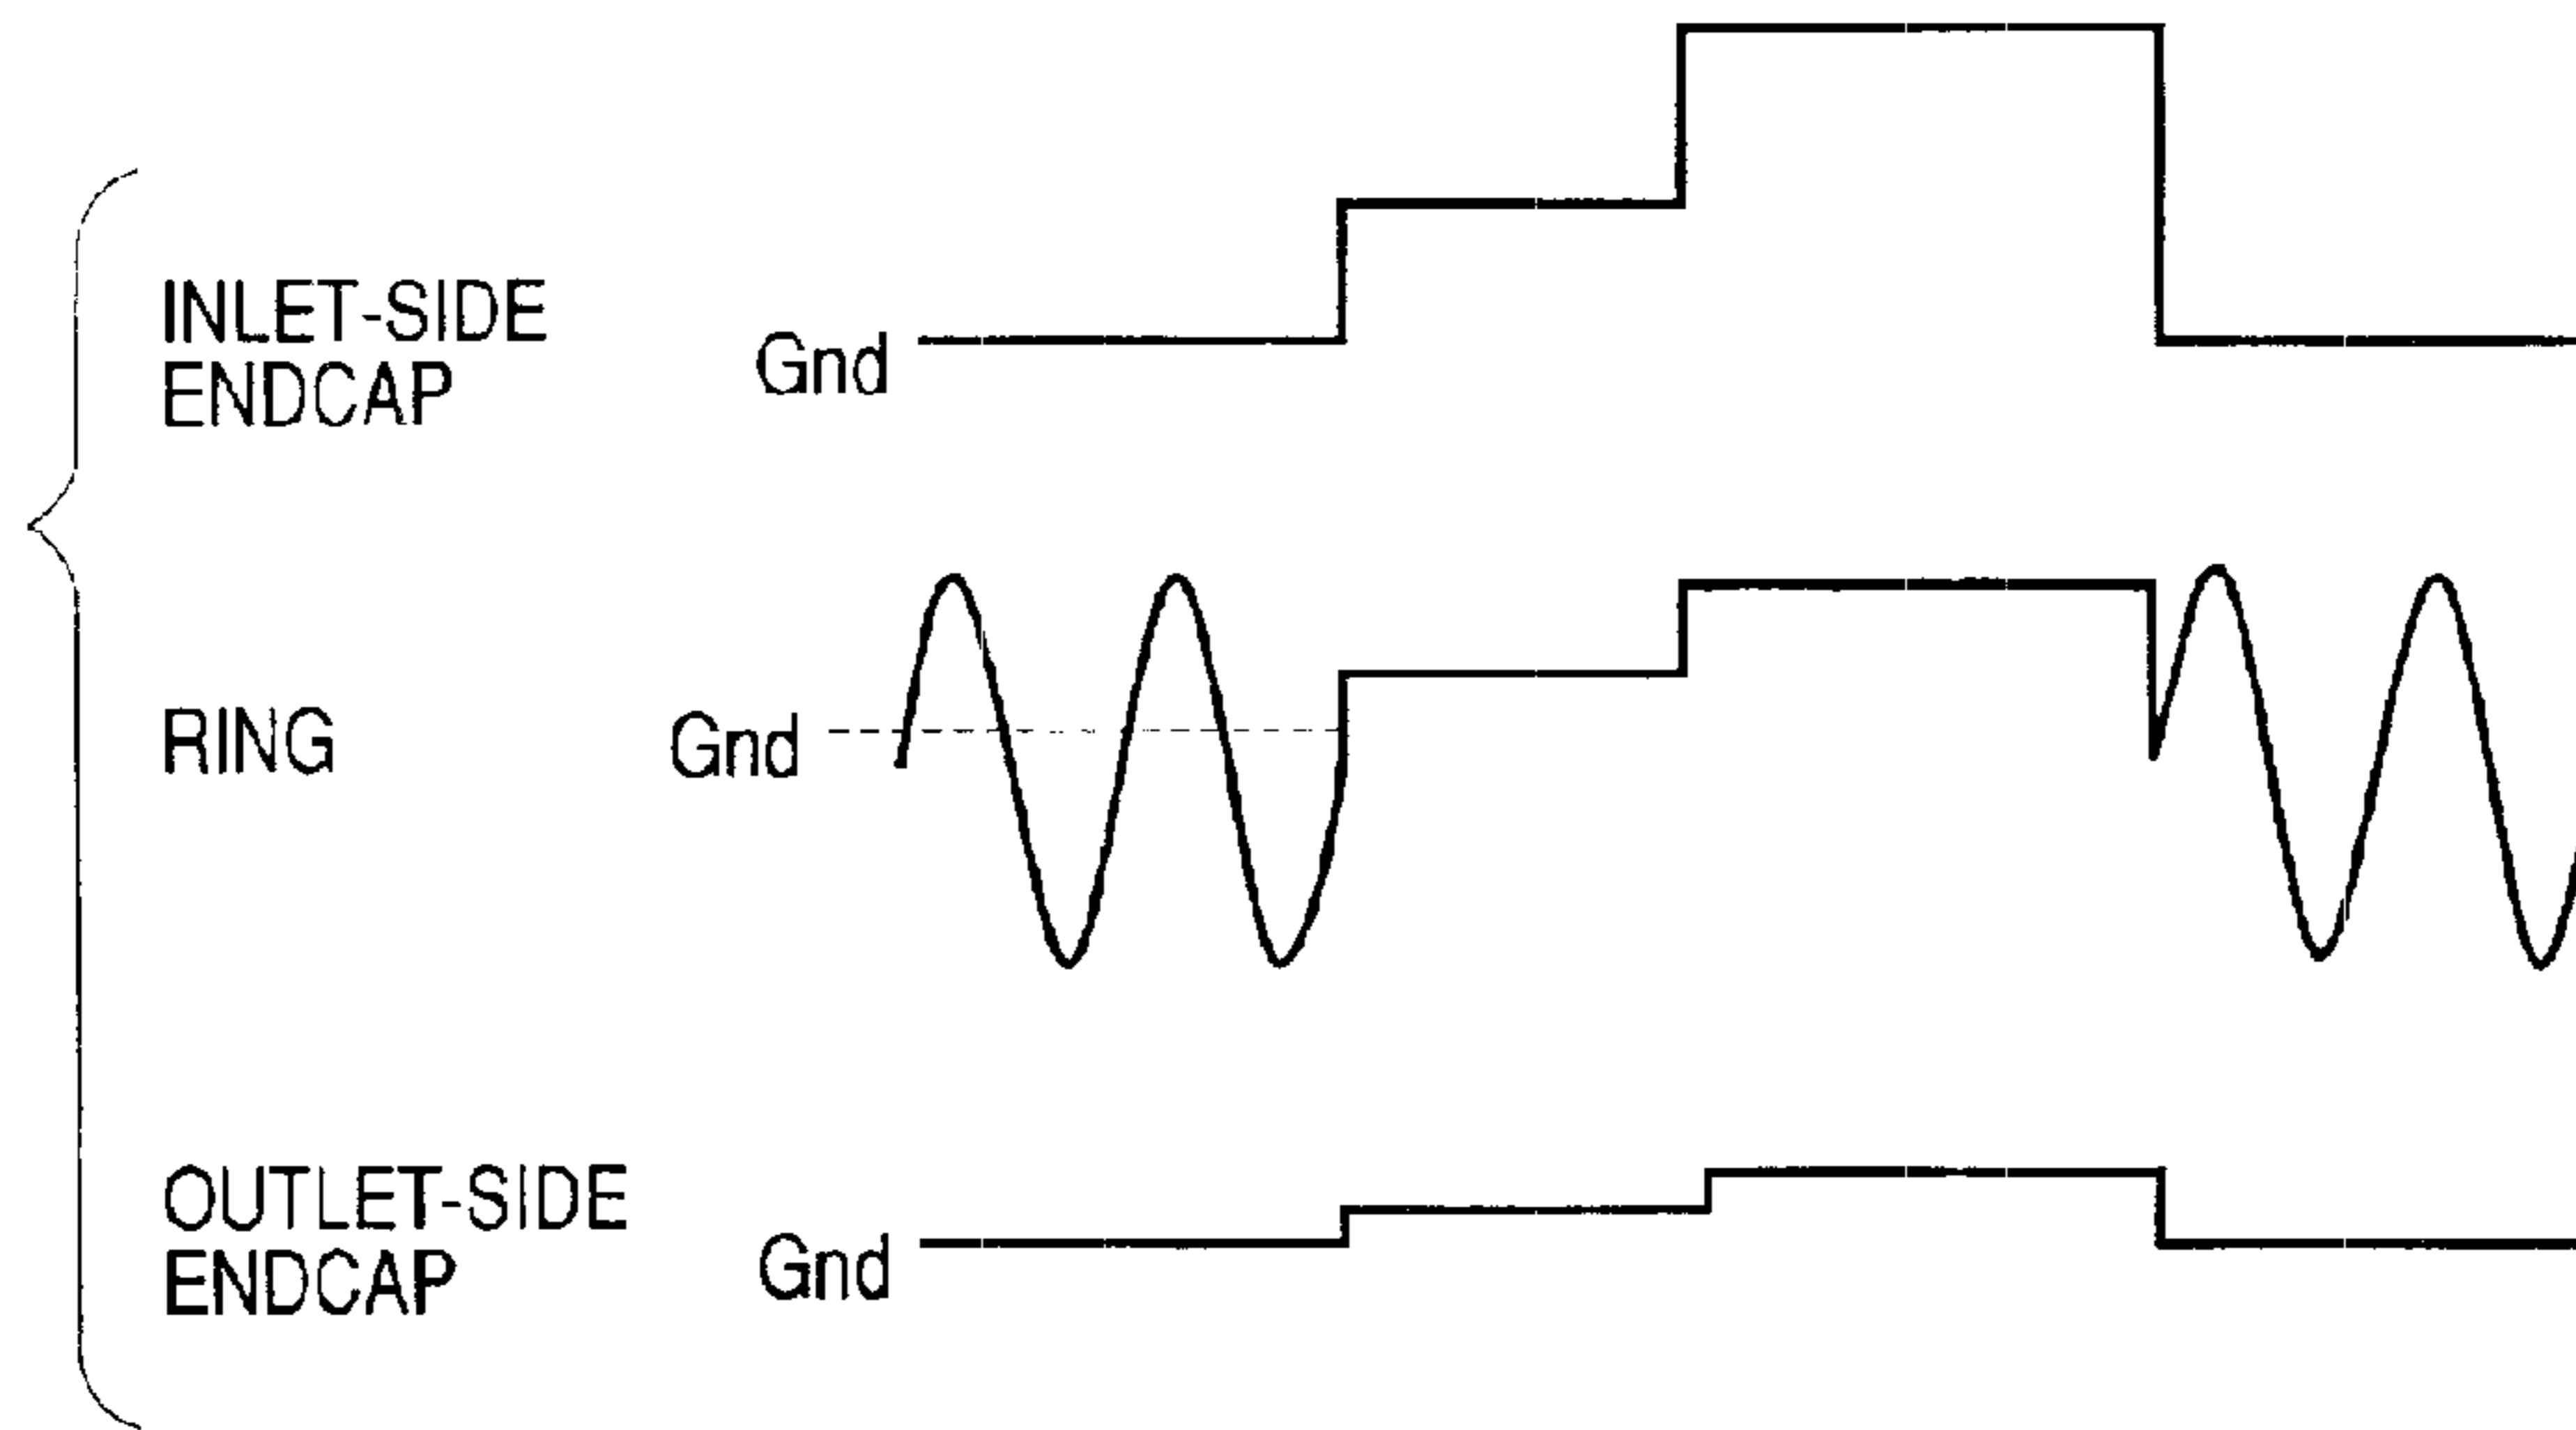 INLET-SIDE
ENDCAP
Gnd
RING
Gnd
OUTLET-SIDE
ENDCAP
Gnd